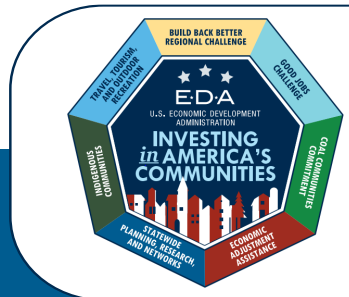 BUILD BACK BETTER
REGIONAL CHALLENGE
GOOD JOBS
CHALLENGE
COAL COMMUNITIES
COMMITMENT
ECONOMIC
ADJUSTMENT
ASSISTANCE
STATEWIDE
PLANNING, RESEARCH,
AND NETWORKS
INDIGENOUS
COMMUNITIES
TRAVEL, TOURISM,
AND OUTDOOR
RECREATION
E·D·A
U.S. ECONOMIC DEVELOPMENT
ADMINISTRATION
INVESTING
in AMERICA'S
COMMUNITIES